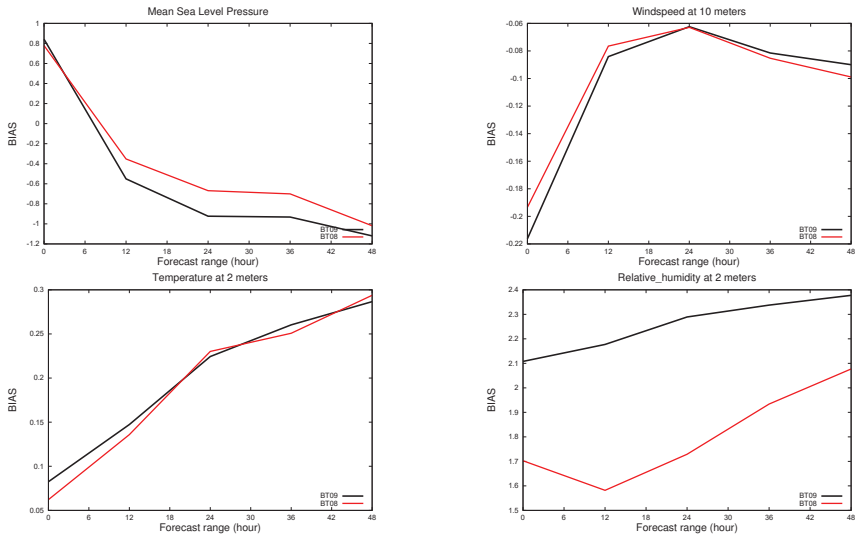 Mean Sea Level Pressure
1
0.8
0.6
0.4
0.2
0
-0.2
-0.4
-0.6
-0.8
-1
-1.2
BIAS
BT09
BT08
0 6 12 18 24 30 36 42 48
Forecast range (hour)
Windspeed at 10 meters
-0.06
-0.08
-0.1
-0.12
-0.14
-0.16
-0.18
-0.2
-0.22
BIAS
BT09
BT08
0 6 12 18 24 30 36 42 48
Forecast range (hour)
Temperature at 2 meters
0.3
0.25
0.2
0.15
0.1
0.05
BIAS
BT09
BT08
0 6 12 18 24 30 36 42 48
Forecast range (hour)
Relative_humidity at 2 meters
2.4
2.3
2.2
2.1
2
1.9
1.8
1.7
1.6
1.5
BIAS
BT09
BT08
0 6 12 18 24 30 36 42 48
Forecast range (hour)